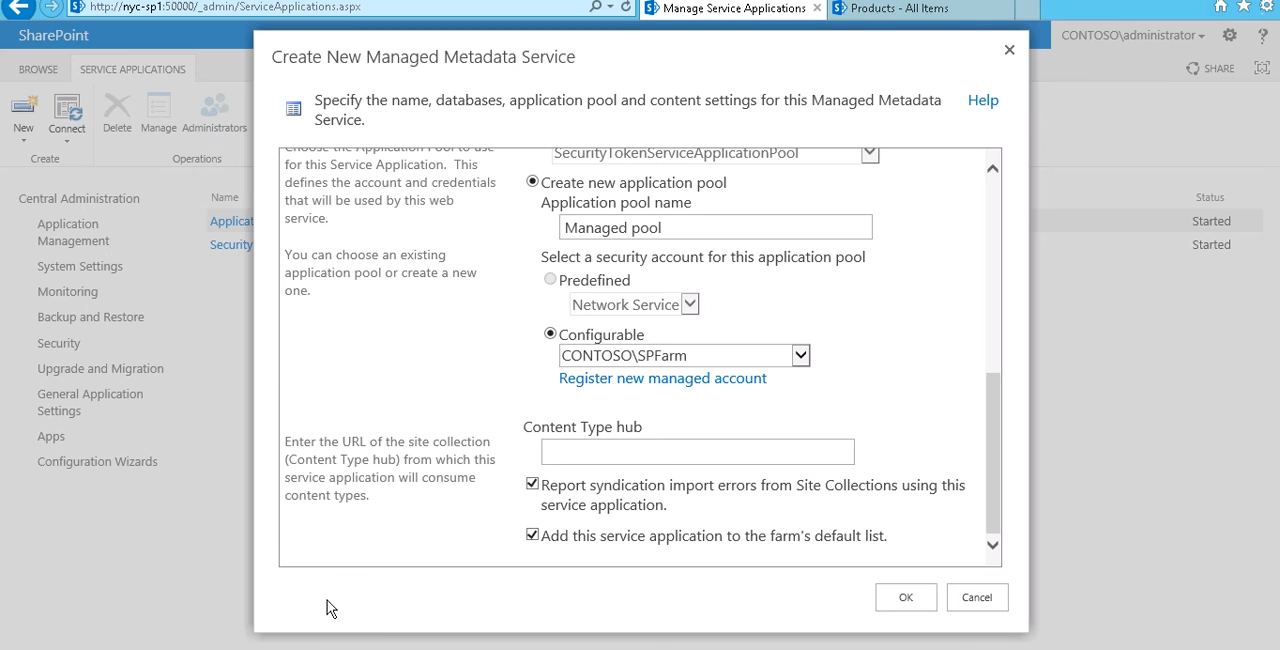 http://nyc-sp1:50000/_admin/ServiceApplications.aspx
Manage Service Applications
Products - All Items
SharePoint
CONTOSO\administrator
?
BROWSE
SERVICE APPLICATIONS
SHARE
New
Connect
Delete
Manage
Administrators
Create
Operations
Central Administration
Application
Management
System Settings
Monitoring
Backup and Restore
Security
Upgrade and Migration
General Application
Settings
Apps
Configuration Wizards
Name
Applicat
Security
Status
Started
Started
Create New Managed Metadata Service
Specify the name, databases, application pool and content settings for this Managed Metadata
Service.
Help
Choose the Application Pool to use
for this Service Application. This
defines the account and credentials
that will be used by this web
service.
You can choose an existing
application pool or create a new
one.
SecurityTokenServiceApplicationPool
Create new application pool
Application pool name
Managed pool
Select a security account for this application pool
Predefined
Network Service
Configurable
CONTOSO\SPFarm
Register new managed account
Enter the URL of the site collection
(Content Type hub) from which this
service application will consume
content types.
Content Type hub
Report syndication import errors from Site Collections using this
service application.
Add this service application to the farm's default list.
OK
Cancel